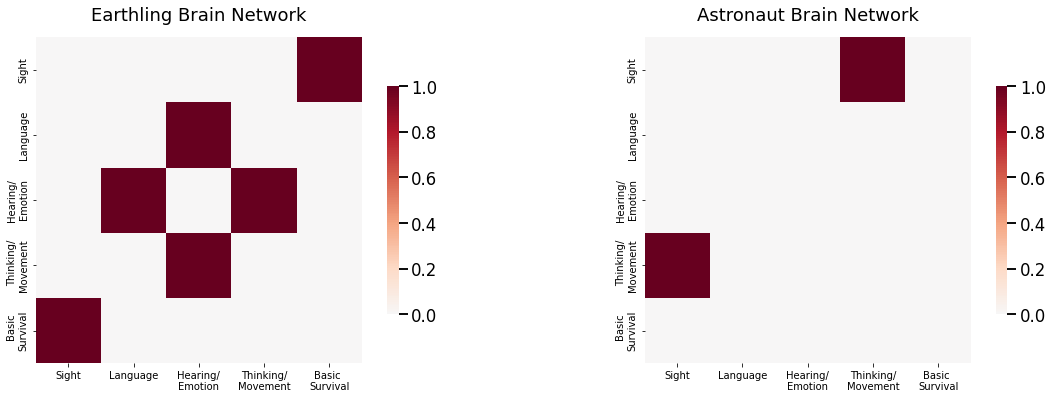 Earthling Brain Network
Astronaut Brain Network
Sight
Language
Hearing/
Emotion
Thinking/
Movement
Basic
Survival
Sight
Language
Hearing/
Emotion
Thinking/
Movement
Basic
Survival
1.0
0.8
0.6
0.4
0.2
0.0
Sight
Language
Hearing/
Emotion
Thinking/
Movement
Basic
Survival
Sight
Language
Hearing/
Emotion
Thinking/
Movement
Basic
Survival
1.0
0.8
0.6
0.4
0.2
0.0